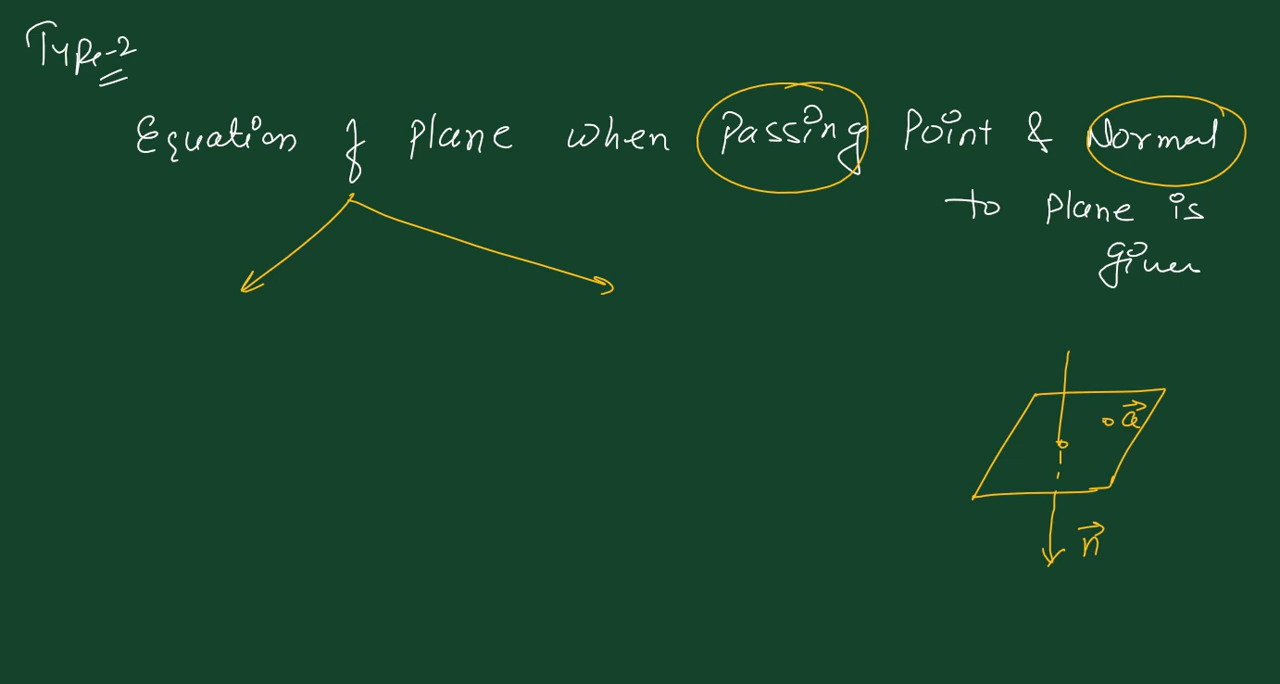 Type-2
Equation of plane when Passing Point & Normal
to plane is
given
a⃗
n⃗